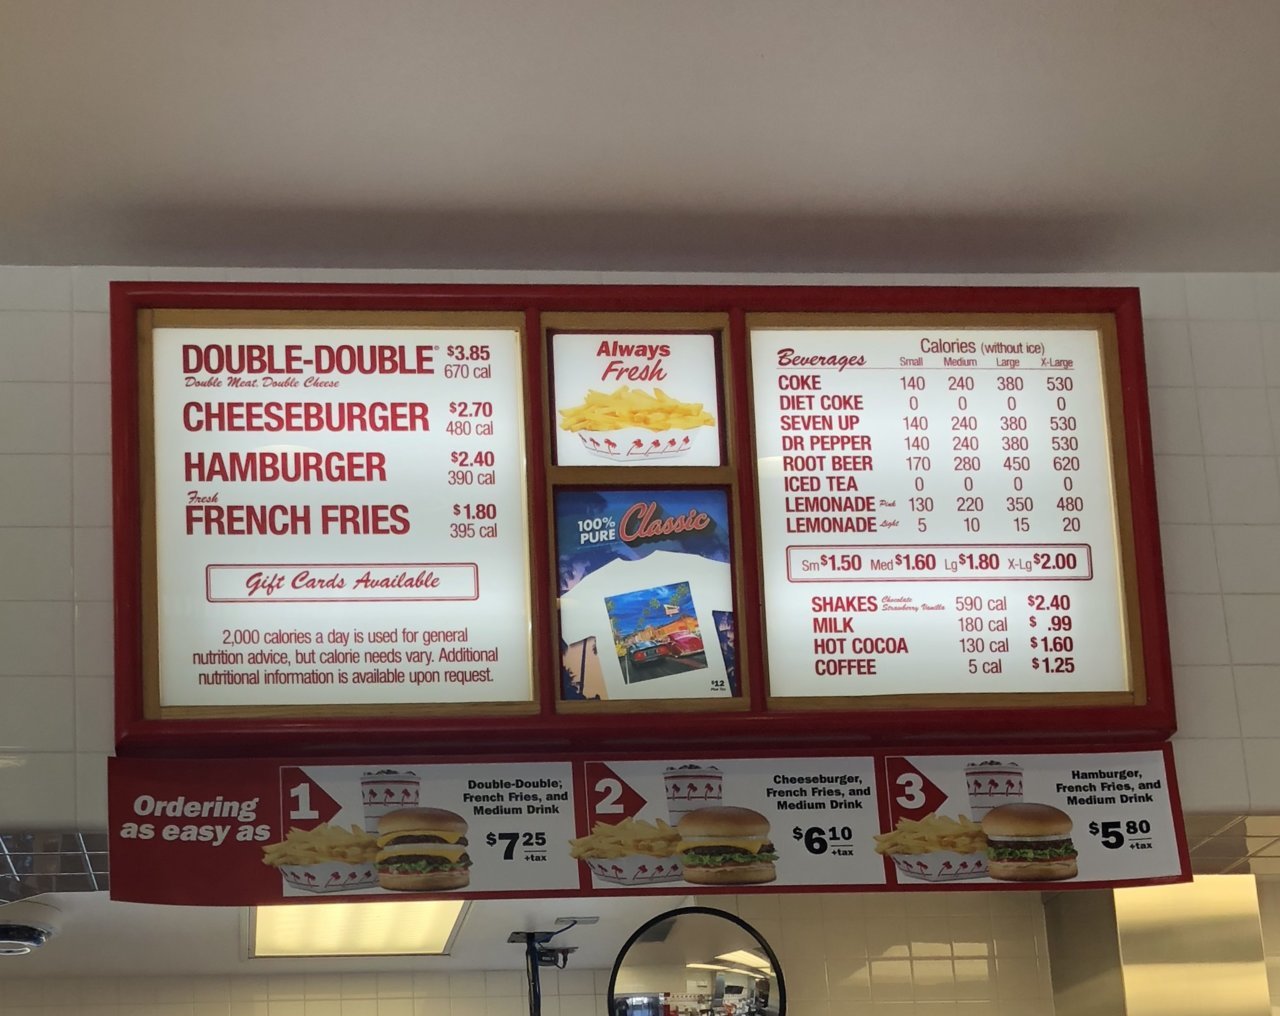 DOUBLE-DOUBLE® $3.85
Double Meat. Double Cheese 670 cal
CHEESEBURGER $2.70
480 cal
HAMBURGER $2.40
390 cal
Fresh
FRENCH FRIES $1.80
395 cal
Gift Cards Available
2,000 calories a day is used for general
nutrition advice, but calorie needs vary. Additional
nutritional information is available upon request.
Always
Fresh
100%
PURE Classic
$12
Plus Tax
Beverages Calories (without ice)
Small Medium Large X-Large
COKE 140 240 380 530
DIET COKE 0 0 0 0
SEVEN UP 140 240 380 530
DR PEPPER 140 240 380 530
ROOT BEER 170 280 450 620
ICED TEA 0 0 0 0
LEMONADE Pink 130 220 350 480
LEMONADE Light 5 10 15 20
Sm $1.50 Med $1.60 Lg $1.80 X-Lg $2.00
SHAKES Chocolate 590 cal $2.40
Strawberry Vanilla
MILK 180 cal $ .99
HOT COCOA 130 cal $1.60
COFFEE 5 cal $1.25
Ordering
as easy as
1
Double-Double,®
French Fries, and
Medium Drink
$7 25
+tax
2
Cheeseburger,
French Fries, and
Medium Drink
$6 10
+tax
3
Hamburger,
French Fries, and
Medium Drink
$5 80
+tax